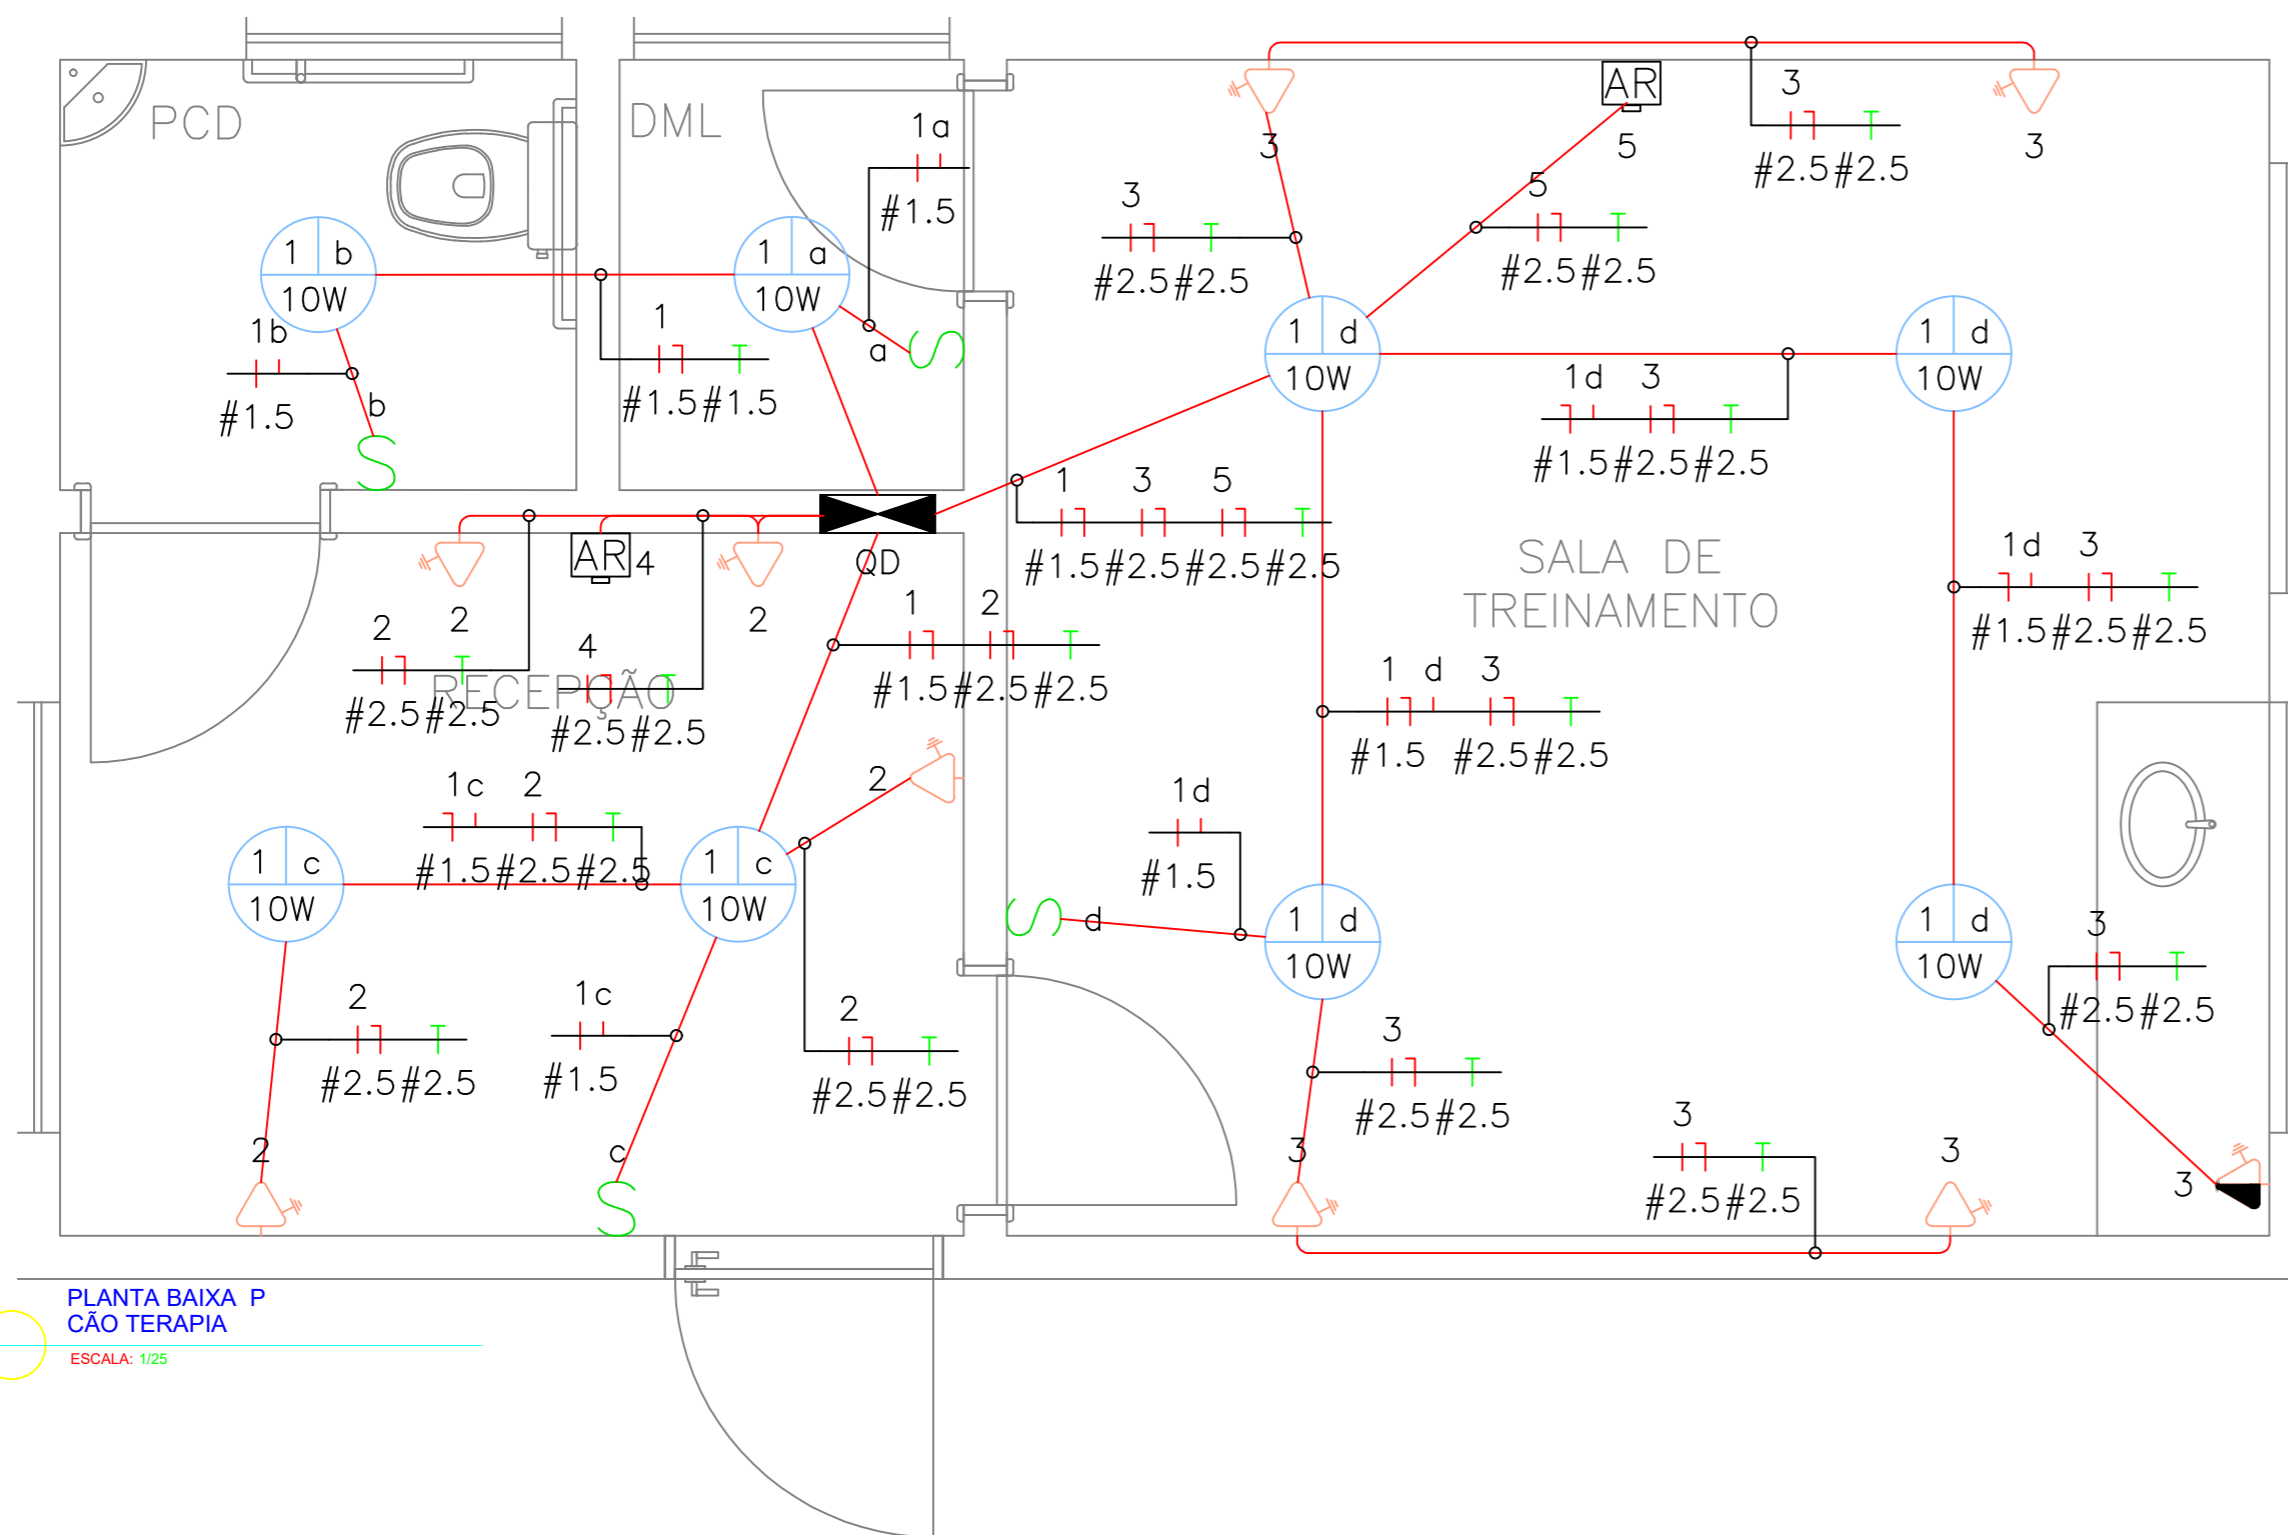 PCD
DML
1a
#1.5
AR
3
5
3
3
#2.5 #2.5
3
#2.5 #2.5
5
#2.5 #2.5
1 b
10W
1 a
10W
a
1b
#1.5
b
1
#1.5 #1.5
1 d
10W
1 d
10W
1d 3
#1.5 #2.5 #2.5
1 3 5
#1.5 #2.5 #2.5 #2.5
SALA DE
TREINAMENTO
1d 3
#1.5 #2.5 #2.5
QD
AR 4
2
2
2
#2.5 #2.5
4
#2.5 #2.5
RECEPÇÃO
1 2
#1.5 #2.5 #2.5
1 d 3
#1.5 #2.5 #2.5
2
1c 2
#1.5 #2.5 #2.5
1d
#1.5
d
1 c
10W
1 c
10W
1 d
10W
1 d
10W
3
#2.5 #2.5
2
#2.5 #2.5
1c
#1.5
2
#2.5 #2.5
3
#2.5 #2.5
3
#2.5 #2.5
2
c
3
3
3
PLANTA BAIXA P
CÃO TERAPIA
ESCALA: 1/25